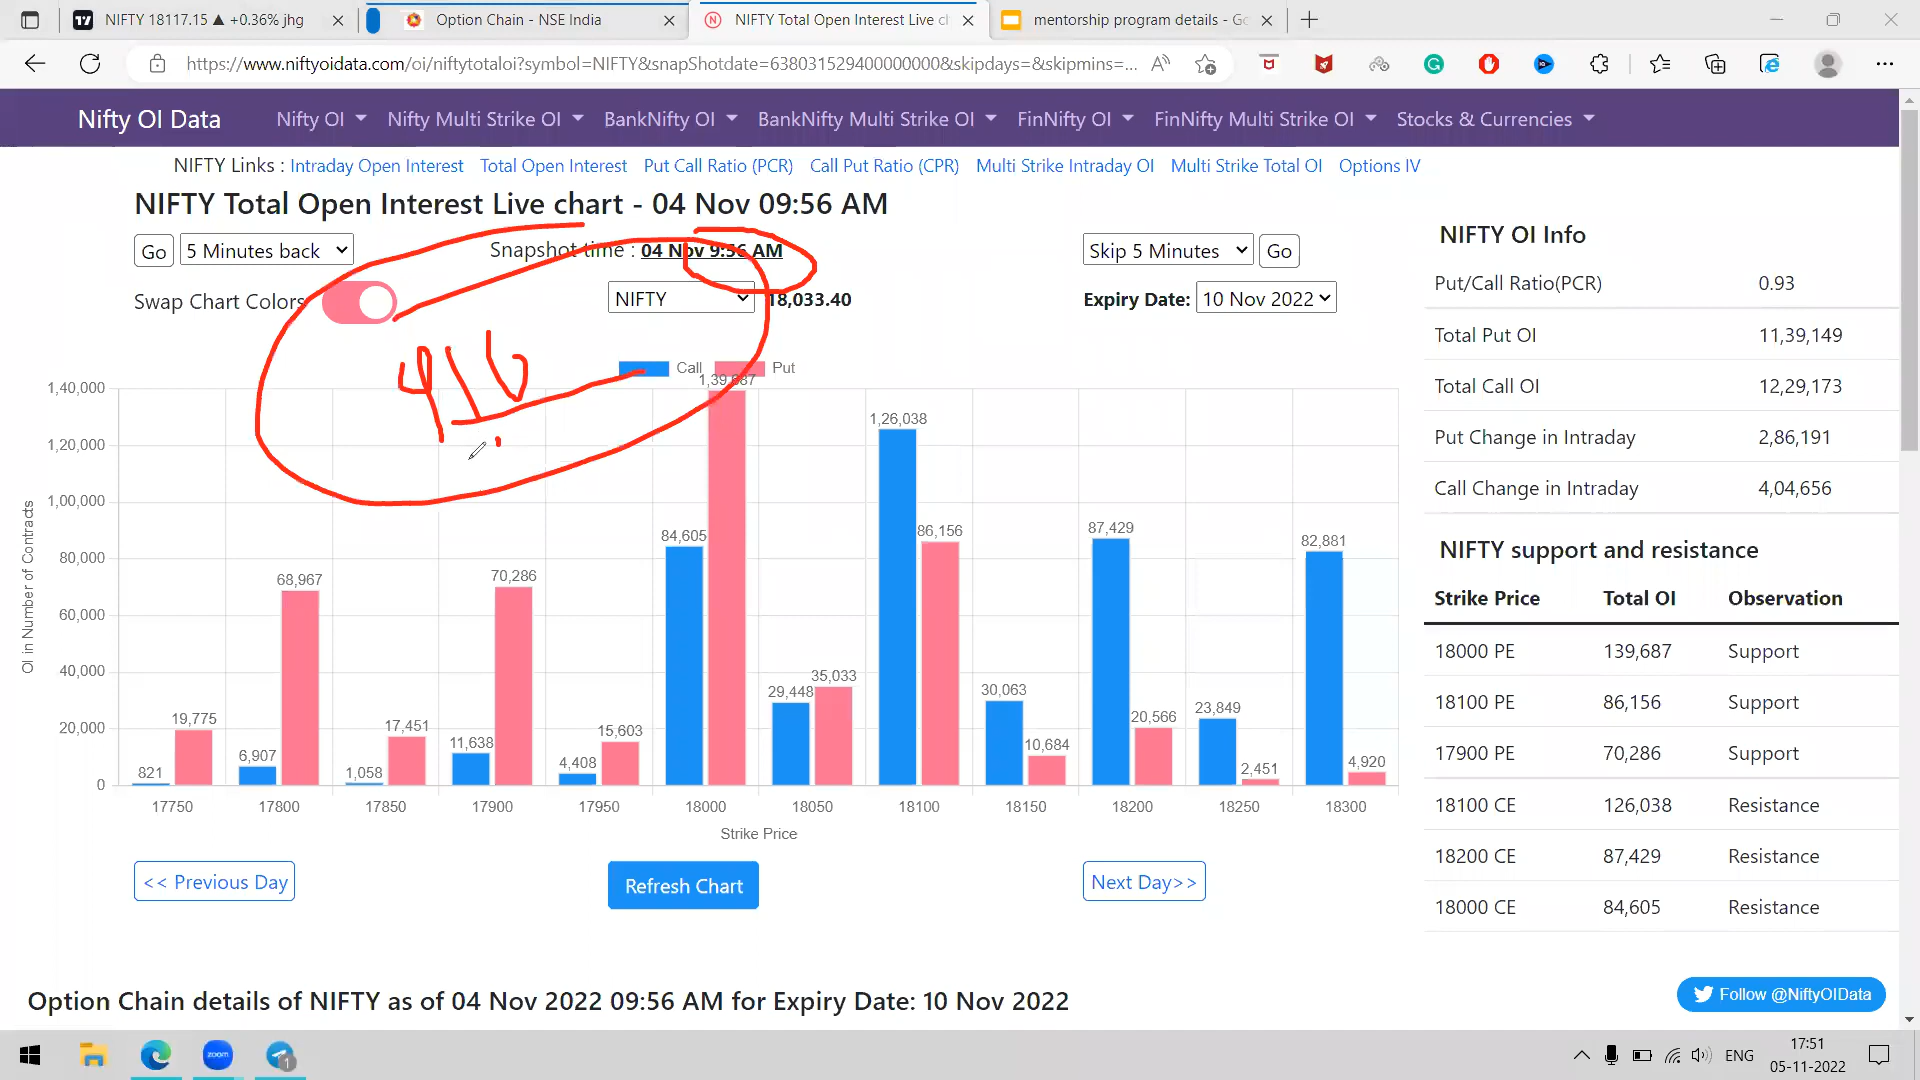 NIFTY 18117.15 ▲ +0.36% jhg
Option Chain - NSE India
NIFTY Total Open Interest Live c
mentorship program details - Go
https://www.niftyoidata.com/oi/niftytotaloi?symbol=NIFTY&snapShotdate=638031529400000000&skipdays=&skipmins=...
Nifty OI Data
Nifty OI
Nifty Multi Strike OI
BankNifty OI
BankNifty Multi Strike OI
FinNifty OI
FinNifty Multi Strike OI
Stocks & Currencies
NIFTY Links : Intraday Open Interest Total Open Interest Put Call Ratio (PCR) Call Put Ratio (CPR) Multi Strike Intraday OI Multi Strike Total OI Options IV
NIFTY Total Open Interest Live chart - 04 Nov 09:56 AM
Go 5 Minutes back
Snapshot time : 04 Nov 9:56 AM
Skip 5 Minutes Go
Swap Chart Colors
NIFTY 18,033.40
Expiry Date: 10 Nov 2022
Call Put
OI in Number of Contracts
1,40,000
1,20,000
1,00,000
80,000
60,000
40,000
20,000
0
821 19,775
6,907 68,967
1,058 17,451
11,638 70,286
4,408 15,603
84,605 1,39,687
29,448 35,033
1,26,038 86,156
30,063 10,684
87,429 20,566
23,849 2,451
82,881 4,920
17750 17800 17850 17900 17950 18000 18050 18100 18150 18200 18250 18300
Strike Price
<< Previous Day
Refresh Chart
Next Day>>
NIFTY OI Info
Put/Call Ratio(PCR) 0.93
Total Put OI 11,39,149
Total Call OI 12,29,173
Put Change in Intraday 2,86,191
Call Change in Intraday 4,04,656
NIFTY support and resistance
Strike Price Total OI Observation
18000 PE 139,687 Support
18100 PE 86,156 Support
17900 PE 70,286 Support
18100 CE 126,038 Resistance
18200 CE 87,429 Resistance
18000 CE 84,605 Resistance
Option Chain details of NIFTY as of 04 Nov 2022 09:56 AM for Expiry Date: 10 Nov 2022
Follow @NiftyOIData
zoom
1
ENG
17:51
05-11-2022